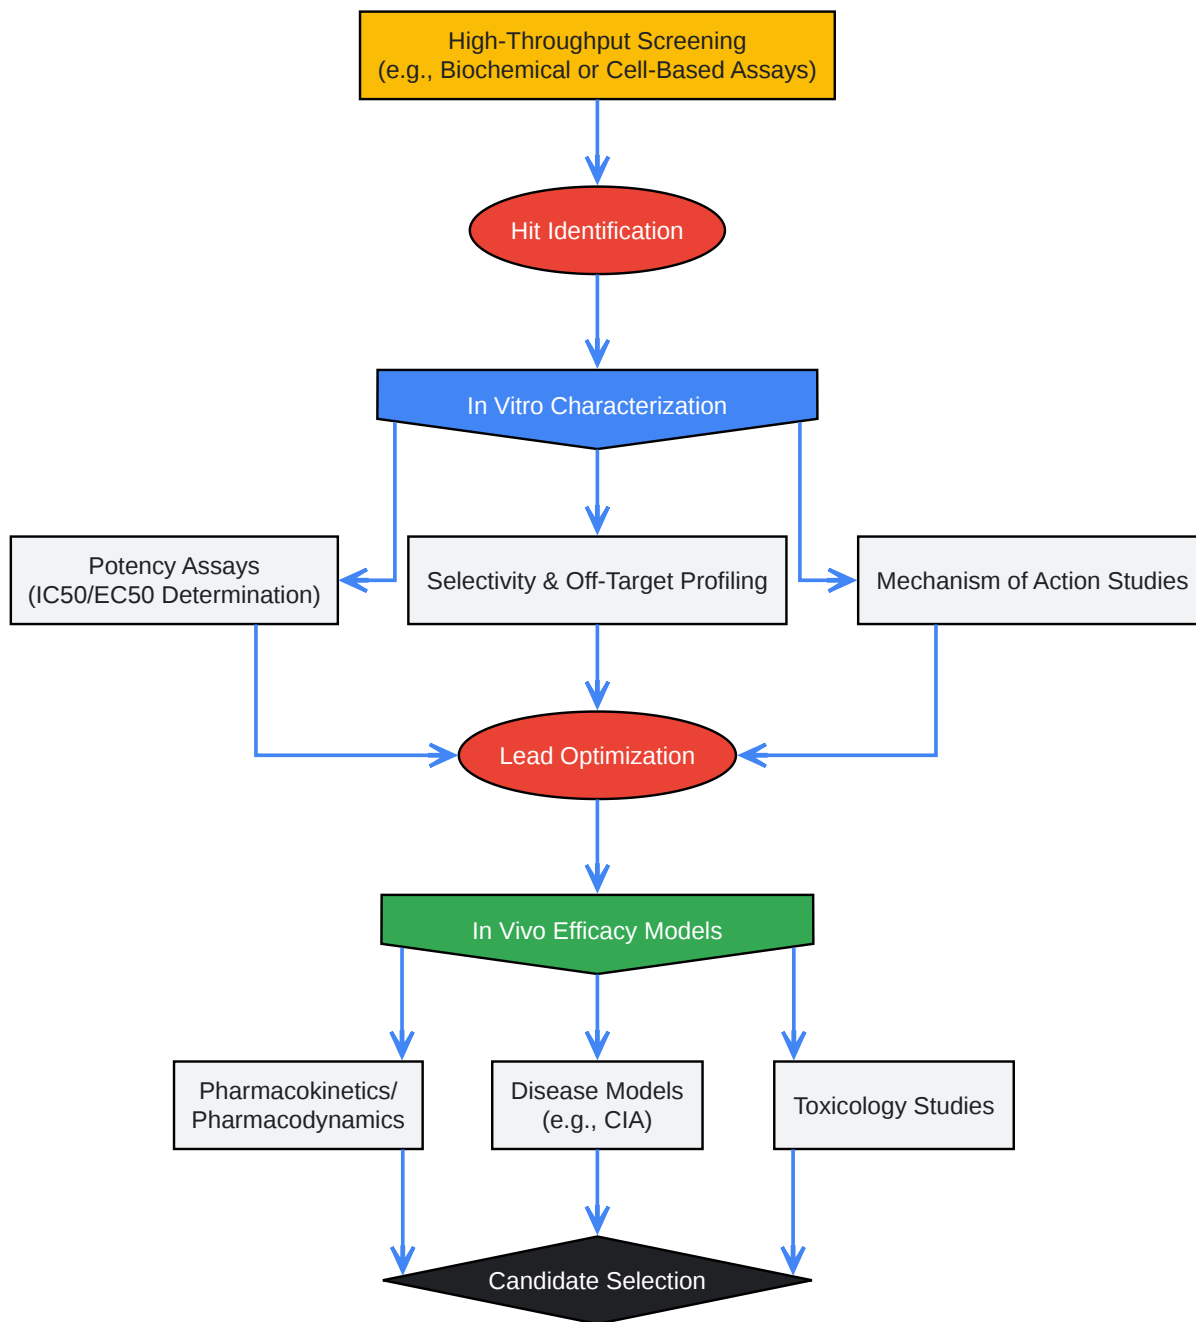 High-Throughput Screening
(e.g., Biochemical or Cell-Based Assays)
Hit Identification
In Vitro Characterization
Potency Assays
(IC50/EC50 Determination)
Selectivity & Off-Target Profiling
Mechanism of Action Studies
Lead Optimization
In Vivo Efficacy Models
Pharmacokinetics/
Pharmacodynamics
Disease Models
(e.g., CIA)
Toxicology Studies
Candidate Selection